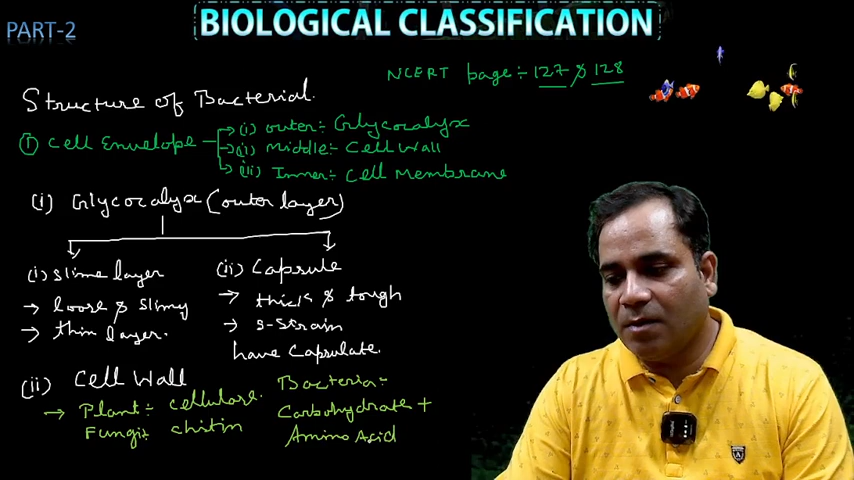 PART-2
BIOLOGICAL CLASSIFICATION
NCERT page:- 127 & 128
Structure of Bacterial.
① Cell Envelope → (i) outer:- Glycocalyx
→ (i) Middle:- Cell Wall
→ (iii) Inner:- Cell Membrane
(i) Glycocalyx (outer layer)
(i) Slime layer
→ loose & Slimy
→ thin layer.
(ii) Capsule
→ thick & tough
→ S-Strain
have Capsulate.
(ii) Cell Wall
→ Plant:- cellulose.
Fungi:- chitin
Bacteria:-
Carbohydrate +
Amino Acid